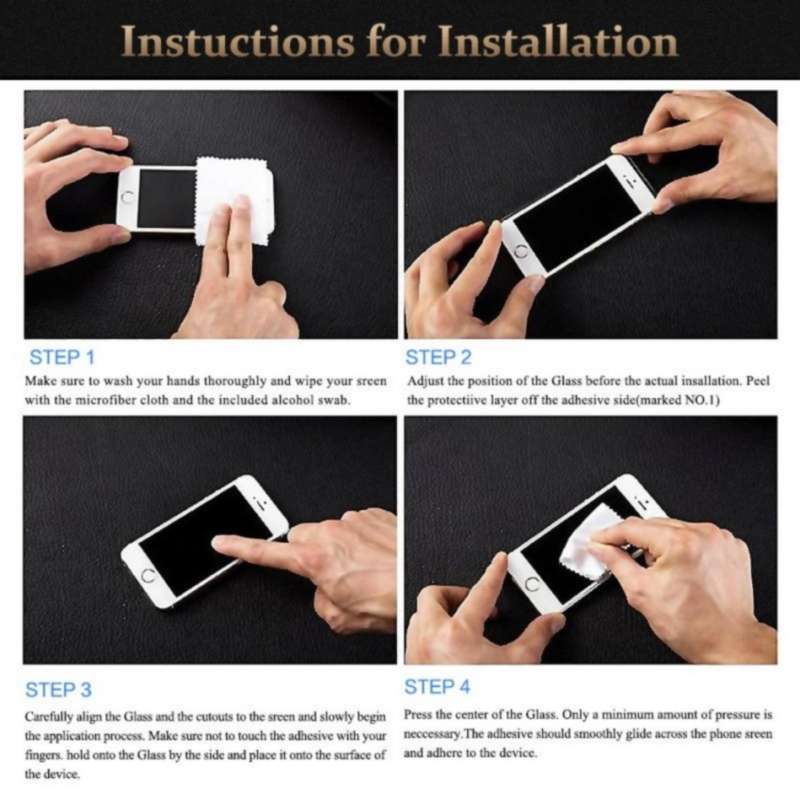 Instuctions for Installation
STEP 1
Make sure to wash your hands thoroughly and wipe your sreen
with the microfiber cloth and the included alcohol swab.
STEP 2
Adjust the position of the Glass before the actual insallation. Peel
the protectiive layer off the adhesive side(marked NO.1)
STEP 3
Carefully align the Glass and the cutouts to the sreen and slowly begin
the application process. Make sure not to touch the adhesive with your
fingers. hold onto the Glass by the side and place it onto the surface of
the device.
STEP 4
Press the center of the Glass. Only a minimum amount of pressure is
neccessary.The adhesive should smoothly glide across the phone sreen
and adhere to the device.